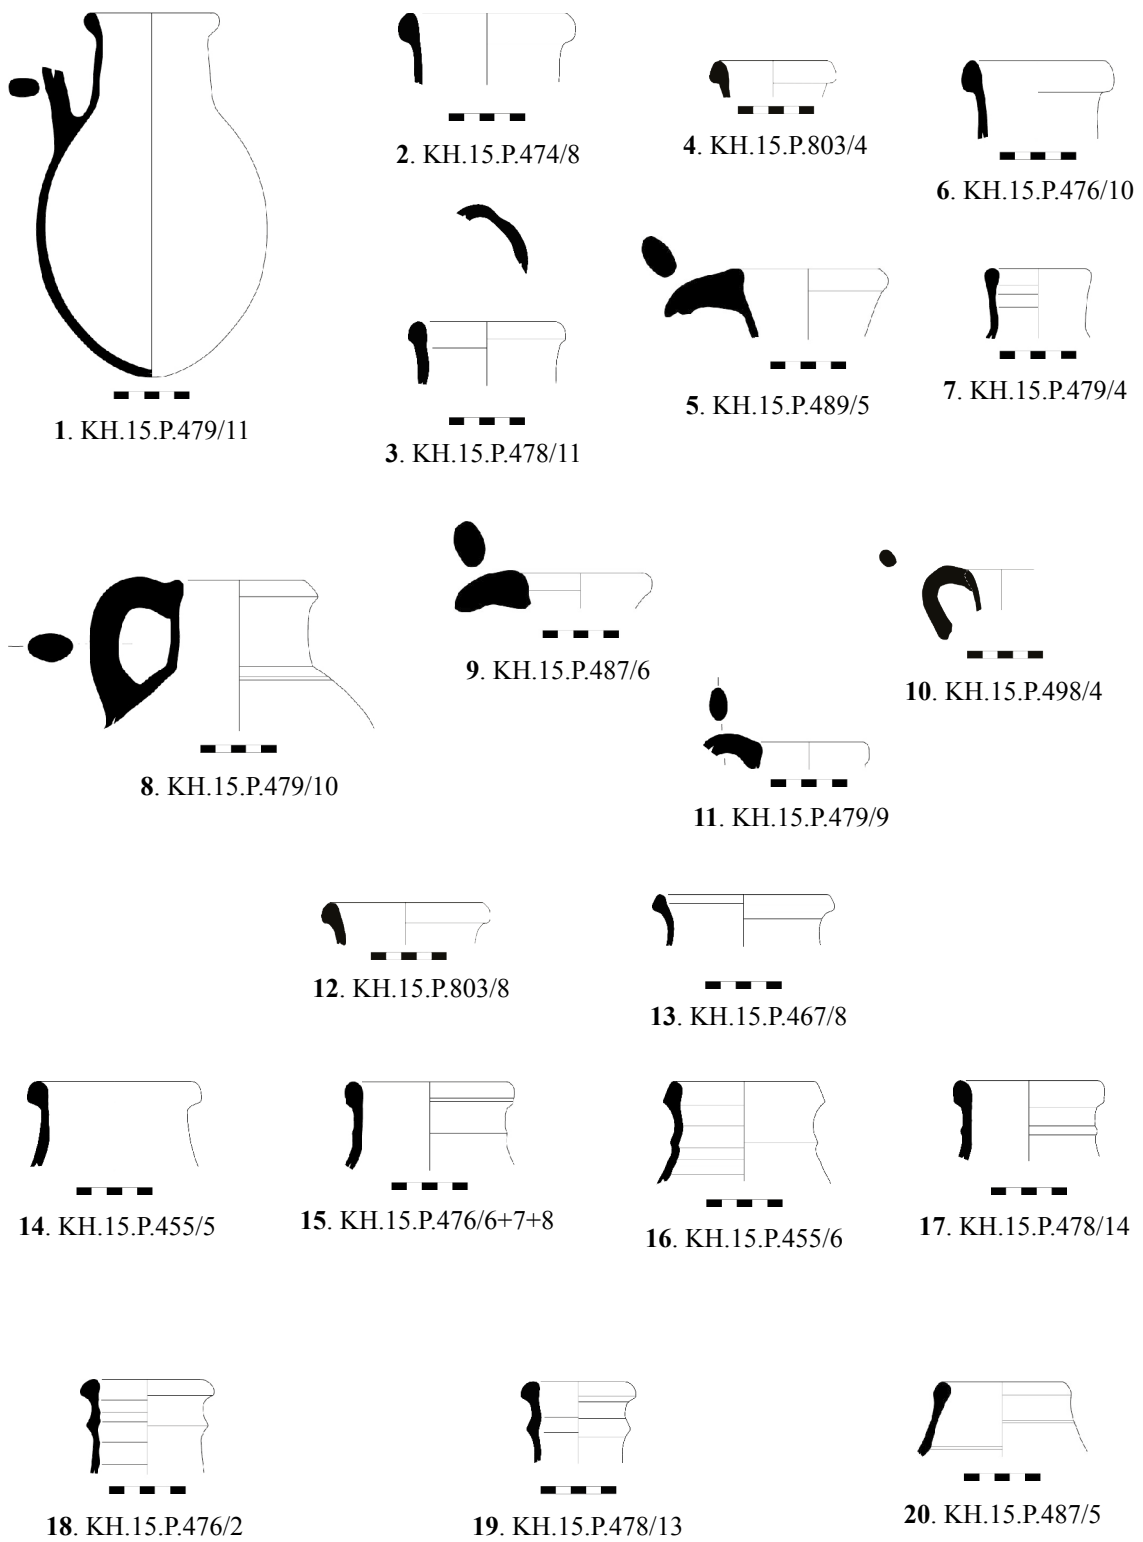 1. KH.15.P.479/11
2. KH.15.P.474/8
3. KH.15.P.478/11
4. KH.15.P.803/4
5. KH.15.P.489/5
6. KH.15.P.476/10
7. KH.15.P.479/4
8. KH.15.P.479/10
9. KH.15.P.487/6
10. KH.15.P.498/4
11. KH.15.P.479/9
12. KH.15.P.803/8
13. KH.15.P.467/8
14. KH.15.P.455/5
15. KH.15.P.476/6+7+8
16. KH.15.P.455/6
17. KH.15.P.478/14
18. KH.15.P.476/2
19. KH.15.P.478/13
20. KH.15.P.487/5